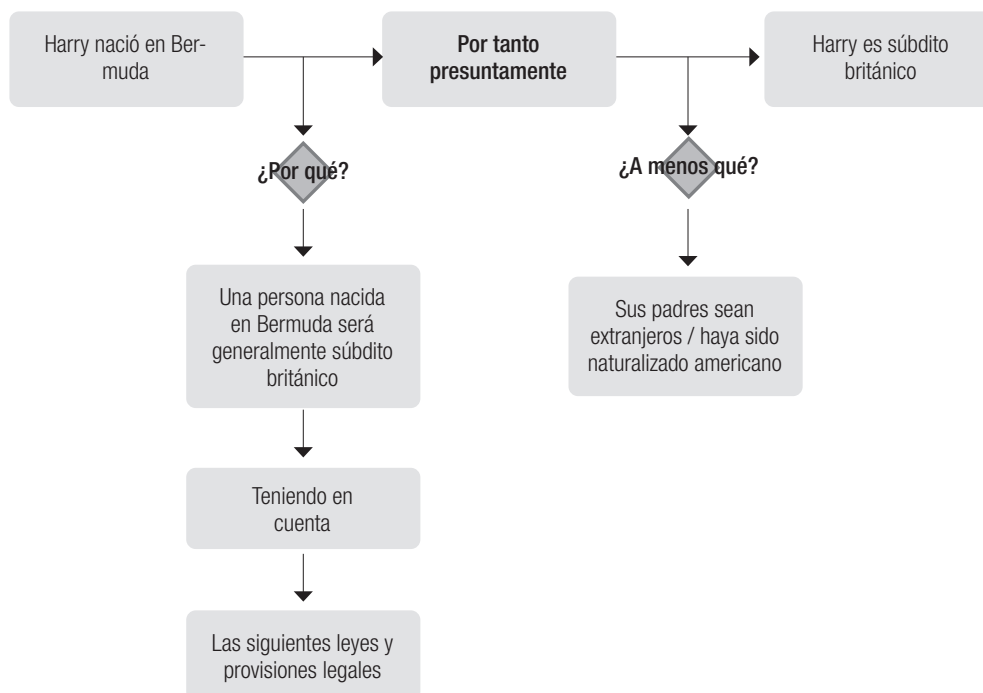 Harry nació en Ber-
muda
Por tanto
presuntamente
Harry es súbdito
británico
¿Por qué?
¿A menos qué?
Una persona nacida
en Bermuda será
generalmente súbdito
británico
Sus padres sean
extranjeros / haya sido
naturalizado americano
Teniendo en
cuenta
Las siguientes leyes y
provisiones legales